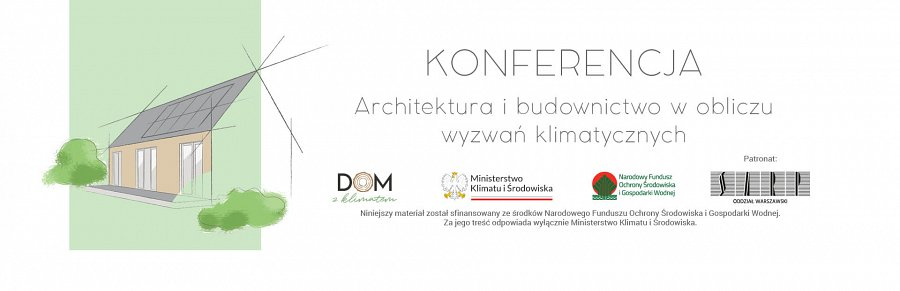 KONFERENCJA
Architektura i budownictwo w obliczu
wyzwań klimatycznych
Patronat:
DOM
z klimatem
Ministerstwo
Klimatu i Środowiska
Narodowy Fundusz
Ochrony Środowiska
i Gospodarki Wodnej
SARP
ODDZIAŁ WARSZAWSKI
Niniejszy materiał został sfinansowany ze środków Narodowego Funduszu Ochrony Środowiska i Gospodarki Wodnej.
Za jego treść odpowiada wyłącznie Ministerstwo Klimatu i Środowiska.